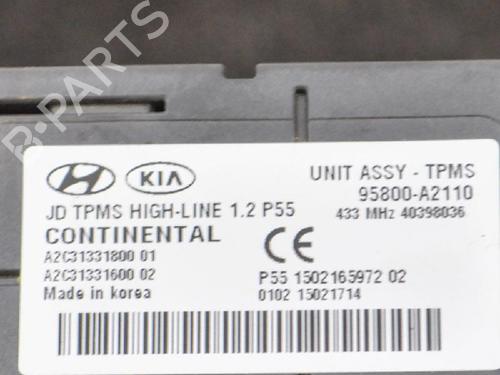 B-PARTS
KIA
UNIT ASSY - TPMS
95800-A2110
JD TPMS HIGH-LINE 1.2 P55
433 MHz 40398036
CONTINENTAL
CE
A2C31331800 01
A2C31331600 02
P55 1502165972 02
Made in korea
0102 15021714